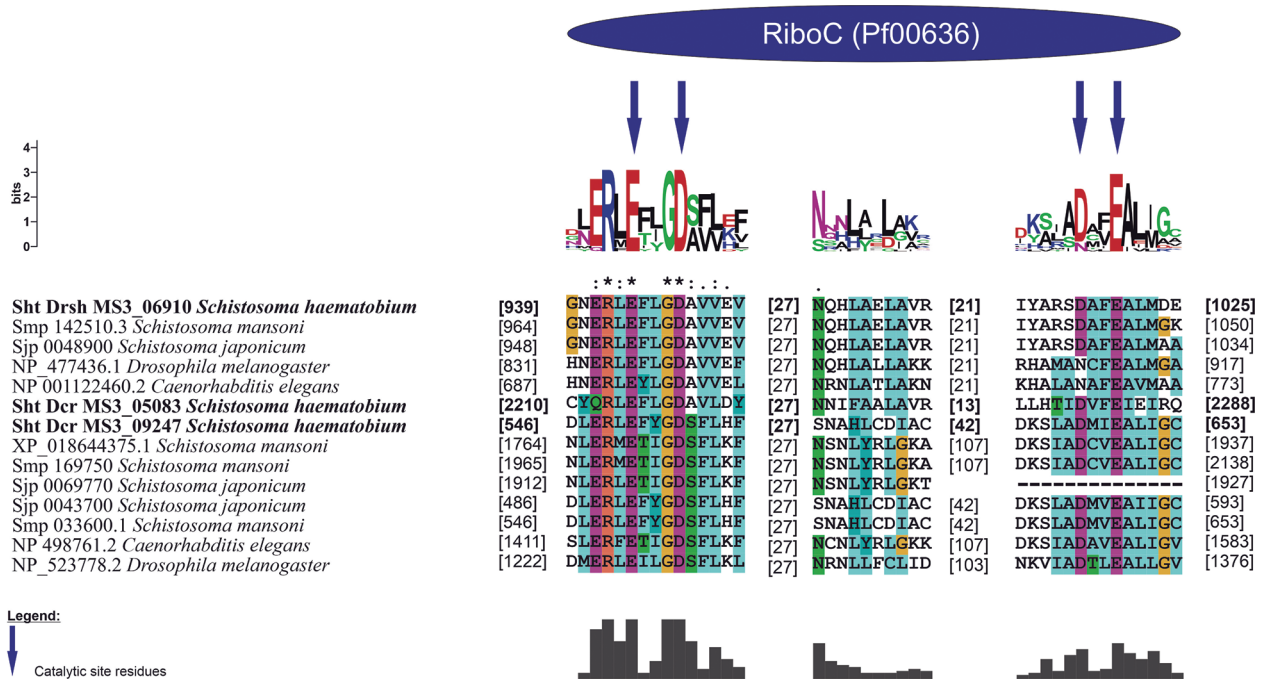 RiboC (Pf00636)
bits
4
3
2
1
0
:*:* **:.:.
.
Sht Drsh MS3_06910 Schistosoma haematobium [939] GNERLEFLGDAVVEV [27] NQHLAELAVR [21] IYARSDAFEALMDE [1025]
Smp 142510.3 Schistosoma mansoni [964] GNERLEFLGDAVVEV [27] NQHLAELAVR [21] IYARSDAFEALMGK [1050]
Sjp 0048900 Schistosoma japonicum [948] GNERLEFLGDAVVEV [27] NQHLAELAVR [21] IYARSDAFEALMAA [1034]
NP_477436.1 Drosophila melanogaster [831] HNERLEFLGDAVVEF [27] NQHLALLAKK [21] RHAMANCFEALMGA [917]
NP 001122460.2 Caenorhabditis elegans [687] HNERLEYLGDAVVEL [27] NRNLATLAKN [21] KHALANAFEAVMAA [773]
Sht Dcr MS3_05083 Schistosoma haematobium [2210] CYQRLEFLGDAVLDY [27] NNIFAALAVR [13] LLHTIDVFEIEIRQ [2288]
Sht Dcr MS3_09247 Schistosoma haematobium [546] DLERLEFYGDSFLHF [27] SNAHLCDIAC [42] DKSLADMIEALIGC [653]
XP_018644375.1 Schistosoma mansoni [1764] NLERMETIGDSFLKF [27] NSNLYRLGKA [107] DKSIADCVEALIGC [1937]
Smp 169750 Schistosoma mansoni [1965] NLERMETIGDSFLKF [27] NSNLYRLGKA [107] DKSIADCVEALIGC [2138]
Sjp 0069770 Schistosoma japonicum [1912] NLERLETIGDSFLKF [27] NSNLYRLGKT -------------- [1927]
Sjp 0043700 Schistosoma japonicum [486] DLERLEFYGDSFLHF [27] SNAHLCDIAC [42] DKSLADMVEALIGC [593]
Smp 033600.1 Schistosoma mansoni [546] DLERLEFYGDSFLHF [27] SNAHLCDIAC [42] DKSLADMVEALIGC [653]
NP 498761.2 Caenorhabditis elegans [1411] SLERFETIGDSFLKF [27] NCNLYRLGKK [107] DKSIADAVEALIGV [1583]
NP_523778.2 Drosophila melanogaster [1222] DMERLEILGDSFLKL [27] NRNLLFCLID [103] NKVIADTLEALLGV [1376]
Legend:
Catalytic site residues